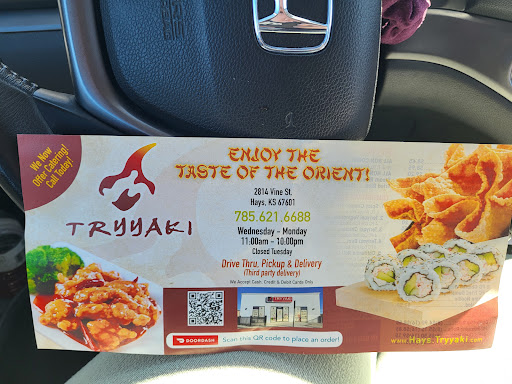 We Now
Offer Catering!
Call Today!
TRYYAKI
ENJOY THE
TASTE OF THE ORIENT!
2814 Vine St.
Hays, KS 67601
785.621.6688
Wednesday - Monday
11:00am - 10:00pm
Closed Tuesday
Drive Thru, Pickup & Delivery
(Third party delivery)
We Accept Cash, Credit & Debit Cards Only
TRYYAKI
DOORDASH
Scan this QR code to place an order!
www.Hays.Tryyaki.com